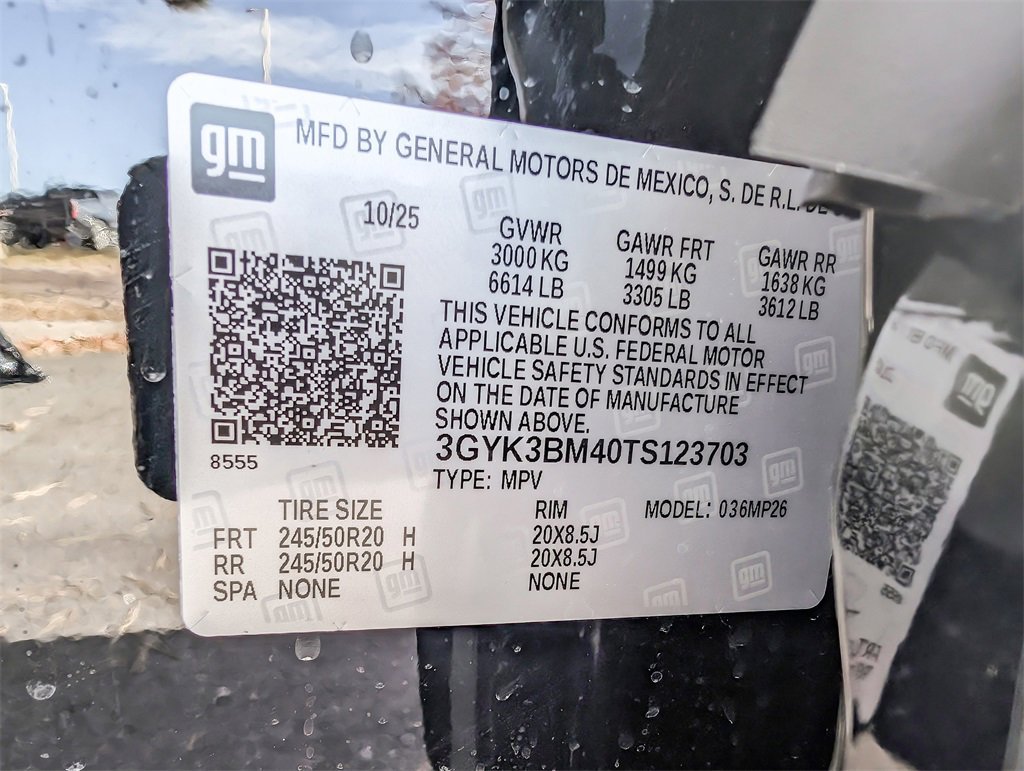 gm
MFD BY GENERAL MOTORS DE MEXICO, S. DE R.L.
10/25
GVWR
3000 KG
6614 LB
GAWR FRT
1499 KG
3305 LB
GAWR RR
1638 KG
3612 LB
THIS VEHICLE CONFORMS TO ALL
APPLICABLE U.S. FEDERAL MOTOR
VEHICLE SAFETY STANDARDS IN EFFECT
ON THE DATE OF MANUFACTURE
SHOWN ABOVE.
3GYK3BM40TS123703
8555
TYPE: MPV
TIRE SIZE RIM MODEL: 036MP26
FRT 245/50R20 H 20X8.5J
RR 245/50R20 H 20X8.5J
SPA NONE NONE